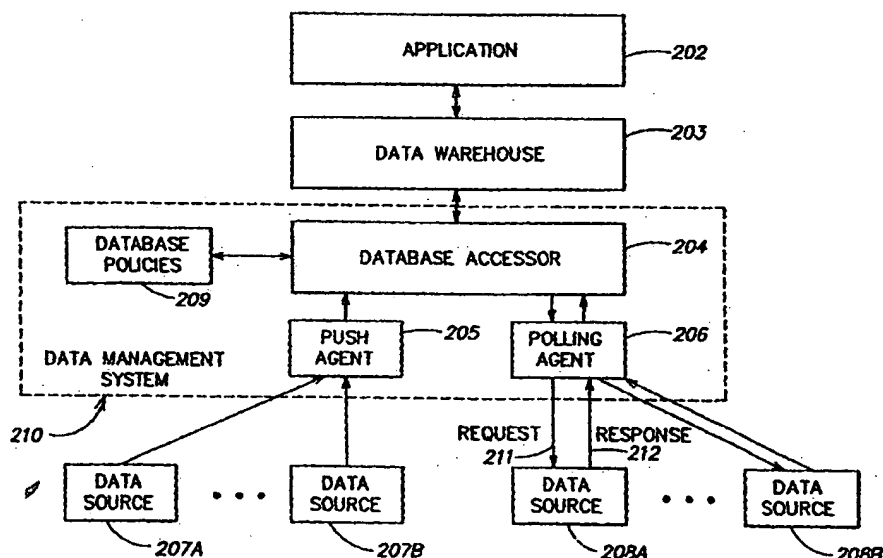 APPLICATION
202
DATA WAREHOUSE
203
DATABASE
POLICIES
209
DATABASE ACCESSOR
204
PUSH
AGENT
205
POLLING
AGENT
206
DATA MANAGEMENT
SYSTEM
210
REQUEST
211
RESPONSE
212
DATA
SOURCE
207A
DATA
SOURCE
207B
DATA
SOURCE
208A
DATA
SOURCE
208B